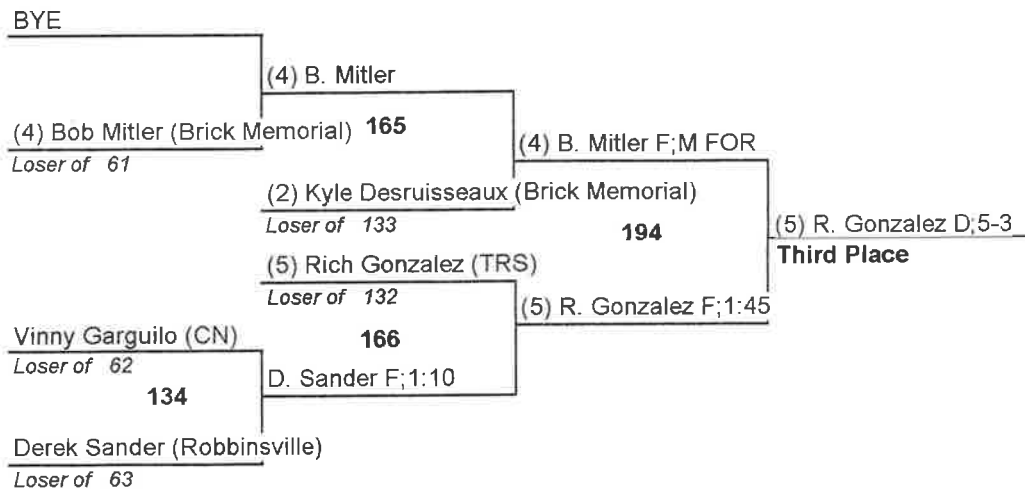 BYE
(4) B. Mitler
(4) Bob Mitler (Brick Memorial) 165
Loser of 61
(4) B. Mitler F;M FOR
(2) Kyle Desruisseaux (Brick Memorial)
Loser of 133
194
(5) R. Gonzalez D;5-3
Third Place
(5) Rich Gonzalez (TRS)
Loser of 132
(5) R. Gonzalez F;1:45
Vinny Garguilo (CN)
166
Loser of 62
D. Sander F;1:10
134
Derek Sander (Robbinsville)
Loser of 63